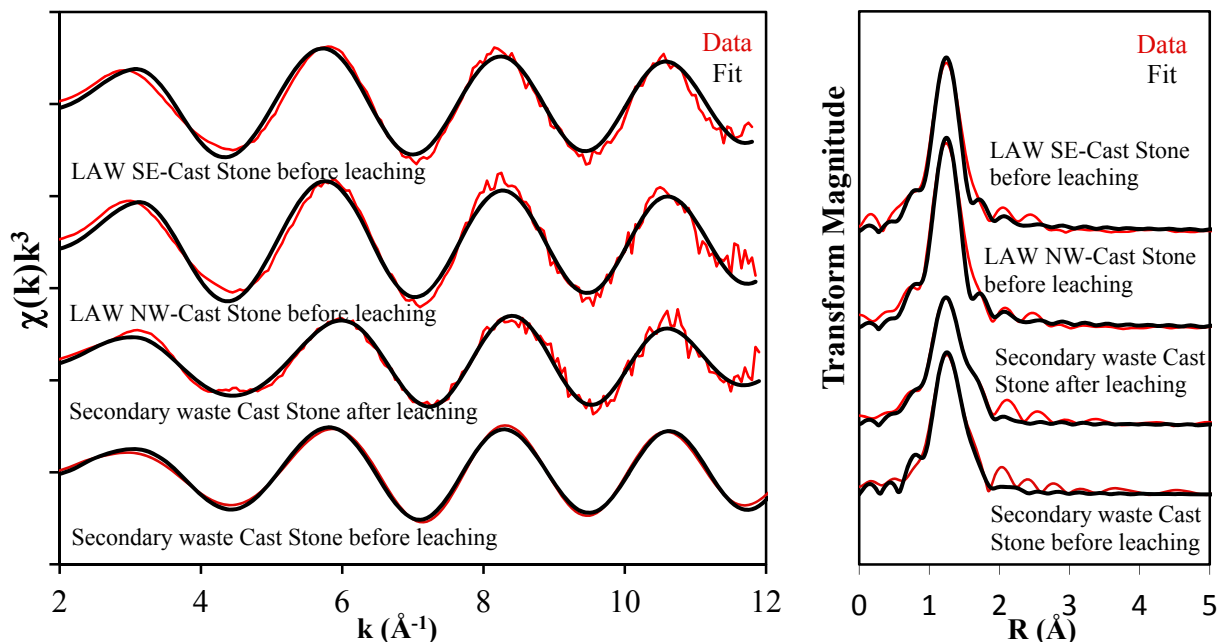 Data
Fit
LAW SE-Cast Stone before leaching
LAW NW-Cast Stone before leaching
Secondary waste Cast Stone after leaching
Secondary waste Cast Stone before leaching
χ(k)k³
2
4
6
8
10
12
k (Å⁻¹)
Data
Fit
LAW SE-Cast Stone
before leaching
LAW NW-Cast Stone
before leaching
Secondary waste Cast
Stone after leaching
Secondary waste Cast
Stone before leaching
Transform Magnitude
0
1
2
3
4
5
R (Å)